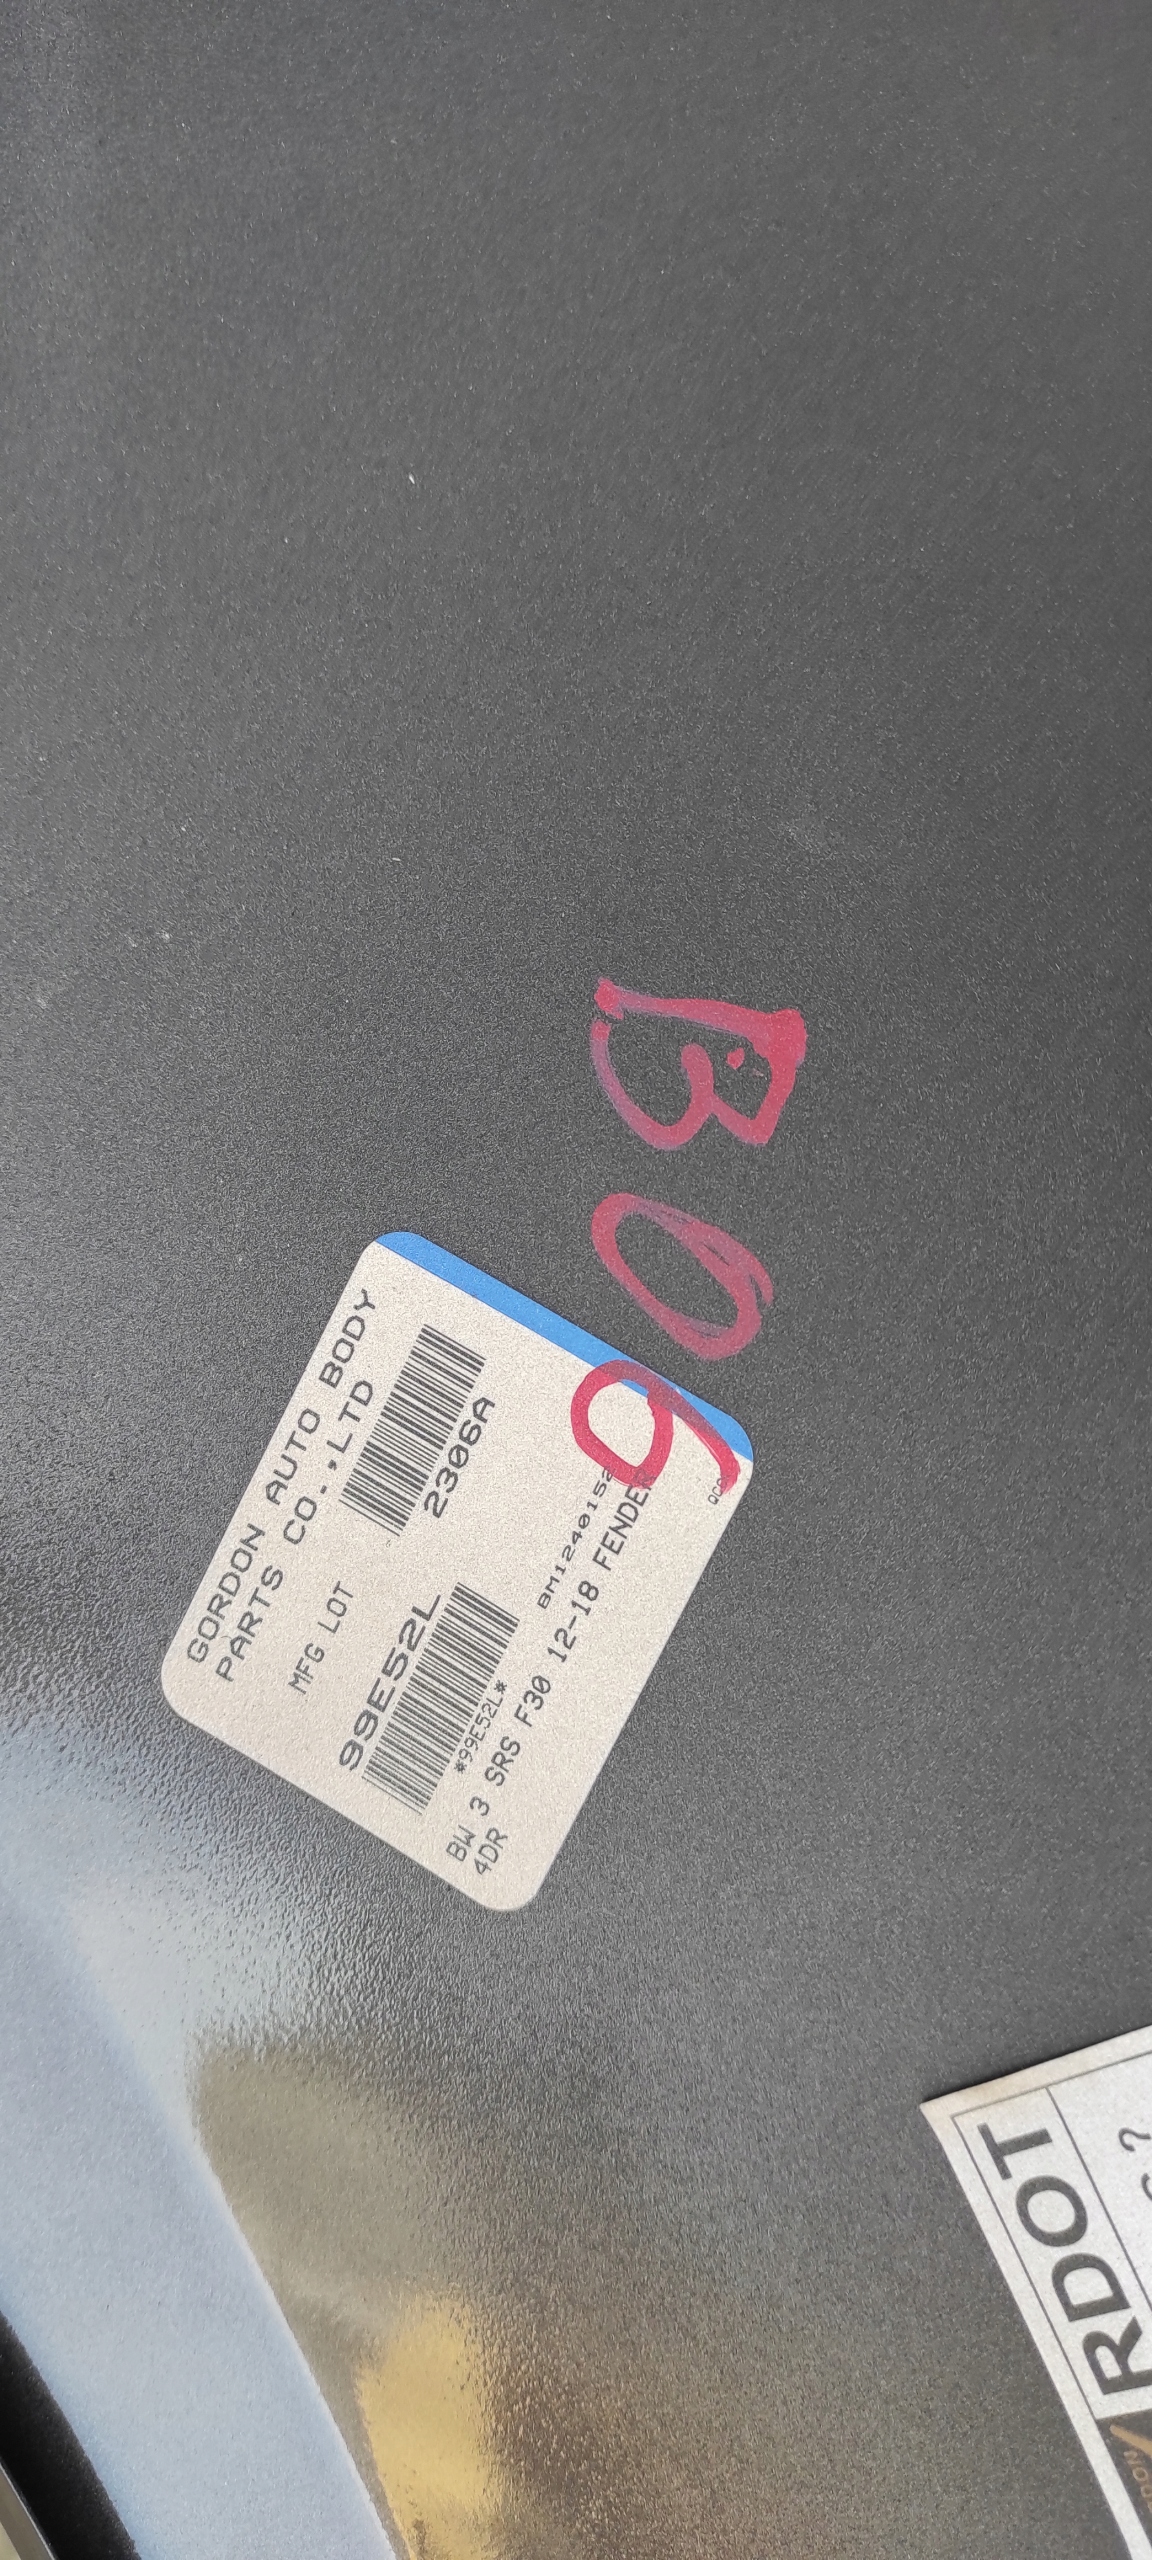 B09
GORDON AUTO BODY
PARTS CO.,LTD
MFG LOT
2306A
99E52L
*99E52L*
BM1240152
BW 3 SRS F30 12-18 FENDER
4DR
RDOT